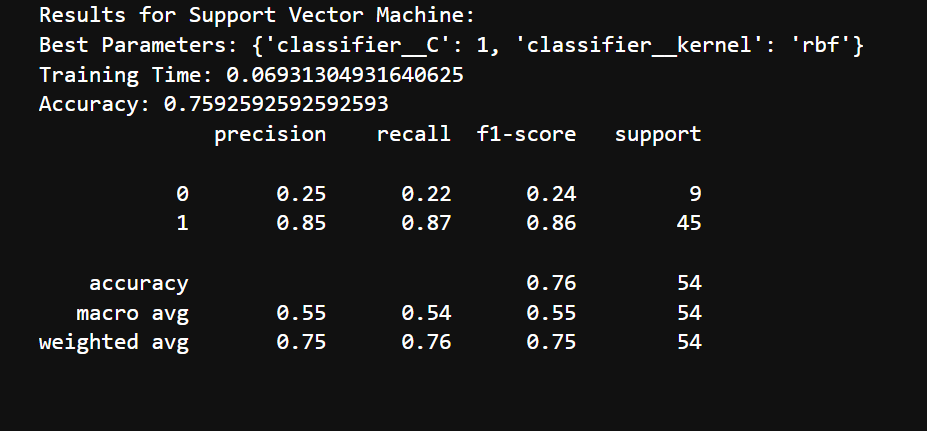 Results for Support Vector Machine:
Best Parameters: {'classifier__C': 1, 'classifier__kernel': 'rbf'}
Training Time: 0.06931304931640625
Accuracy: 0.7592592592592593
precision recall f1-score support
0 0.25 0.22 0.24 9
1 0.85 0.87 0.86 45
accuracy 0.76 54
macro avg 0.55 0.54 0.55 54
weighted avg 0.75 0.76 0.75 54